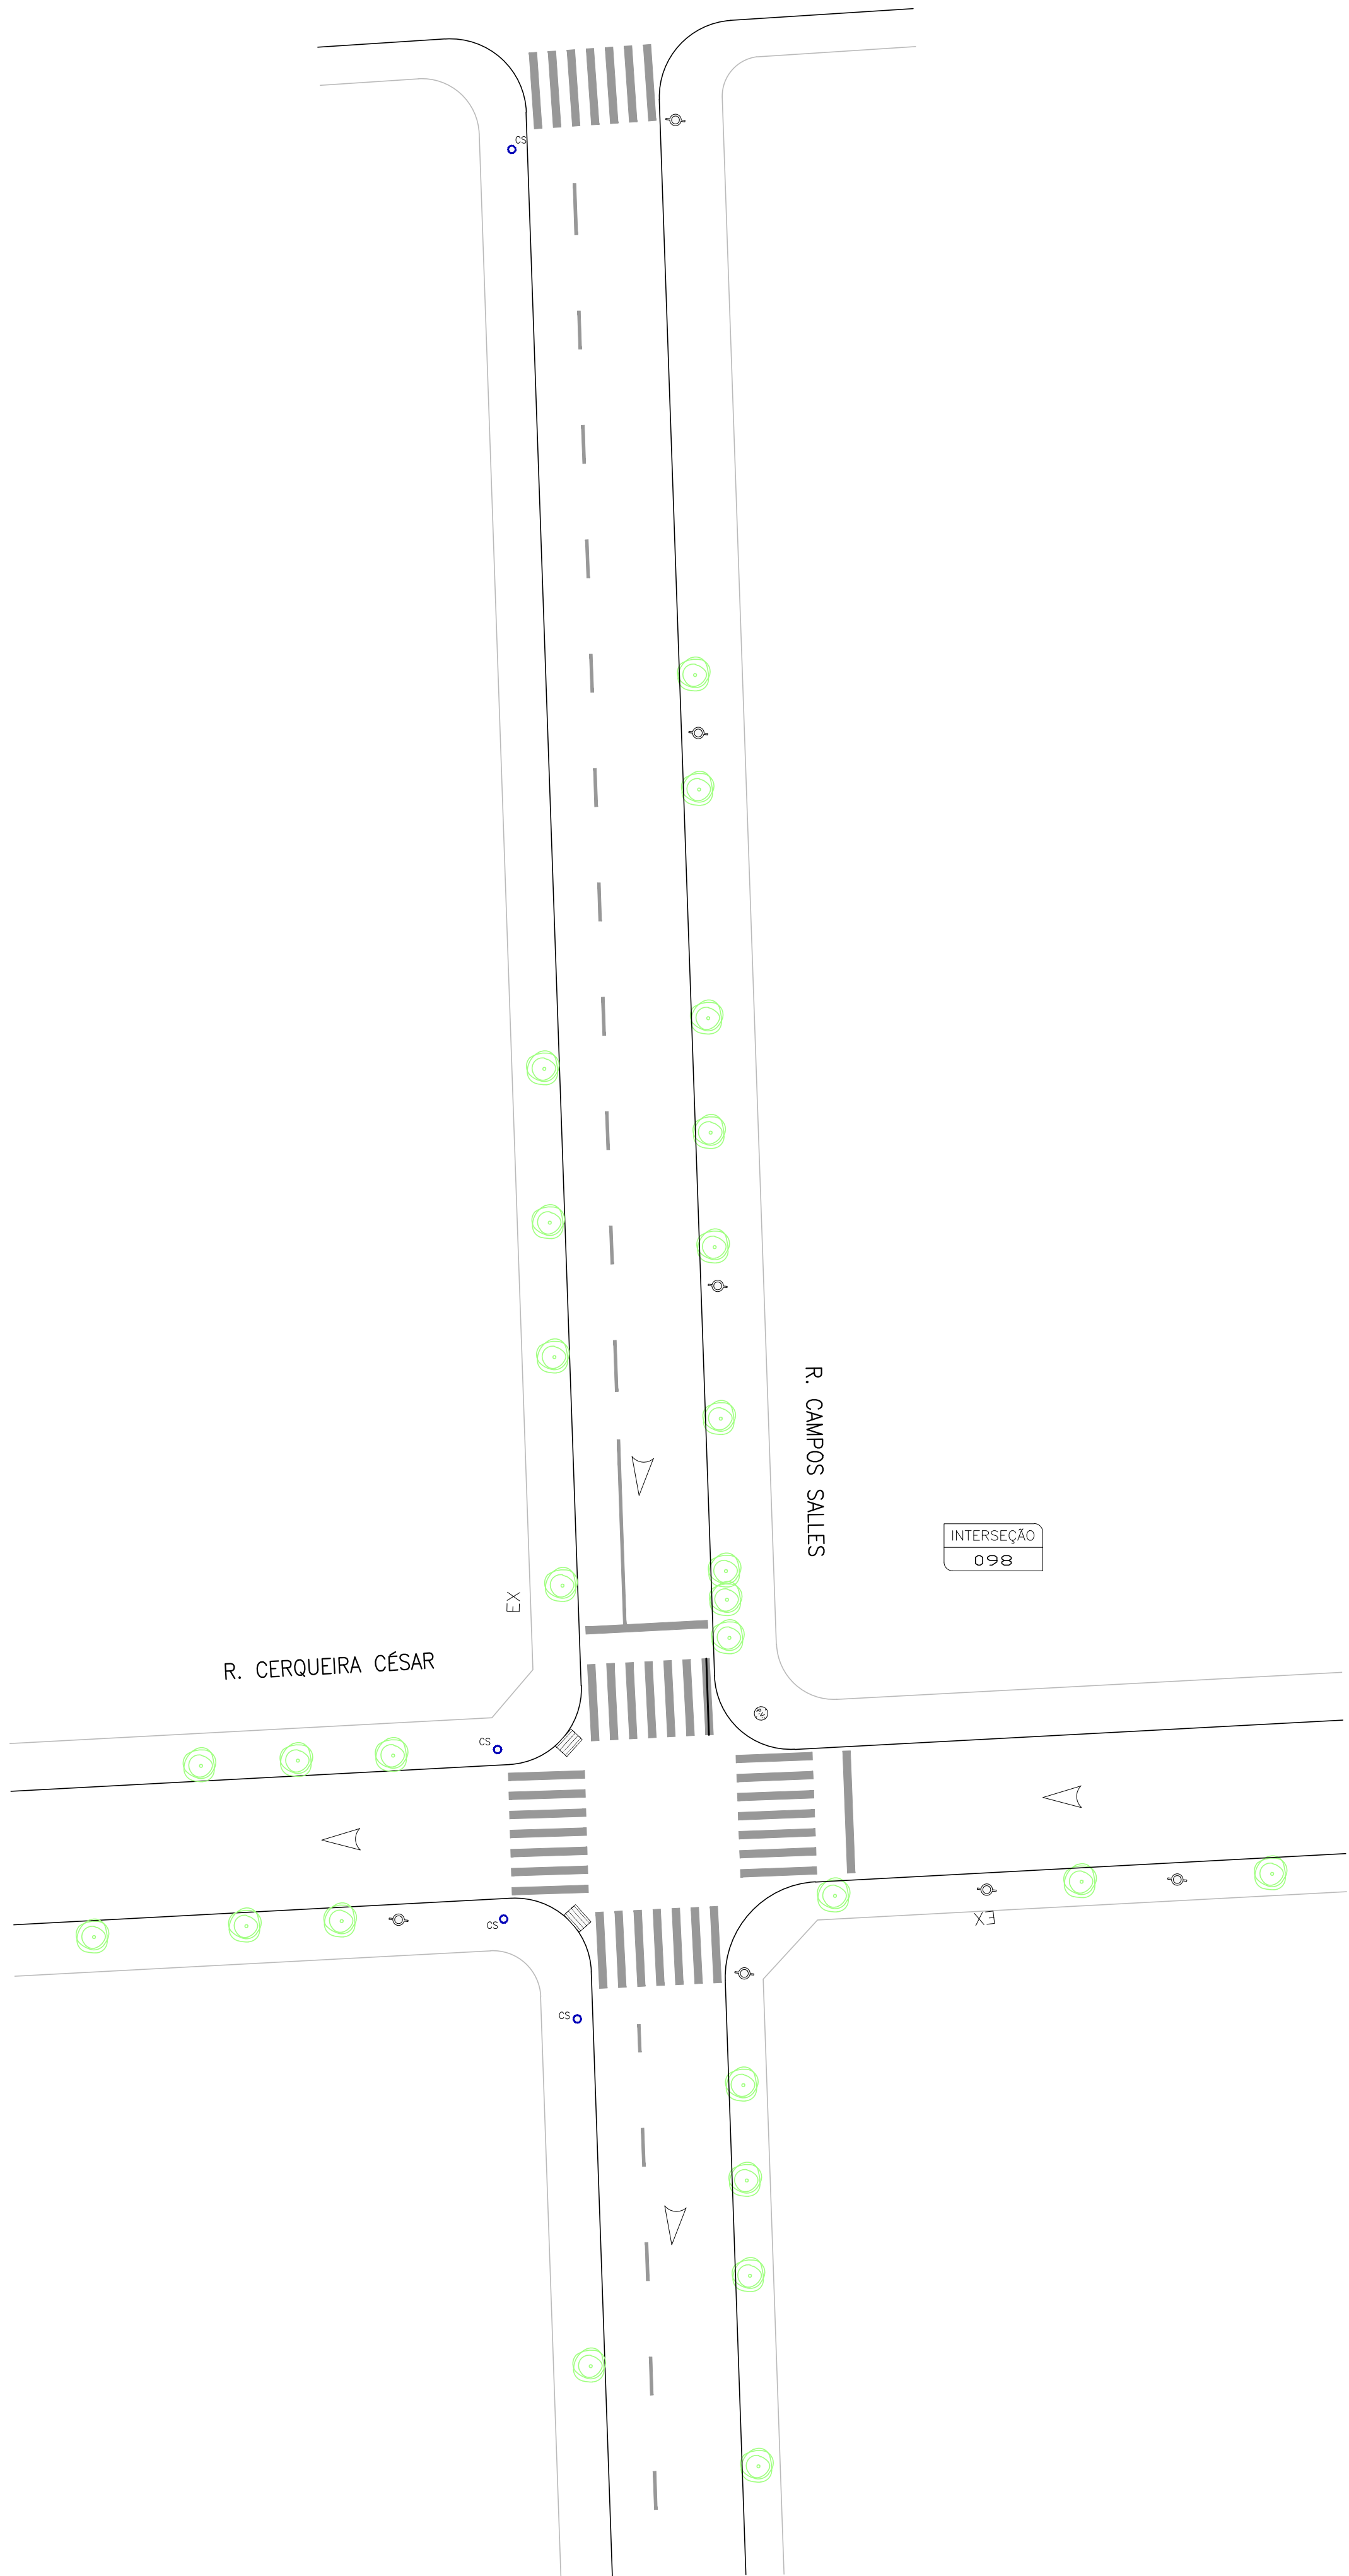 CS
R. CAMPOS SALLES
INTERSEÇÃO
098
EX
R. CERQUEIRA CÉSAR
CS
EX
CS
CS